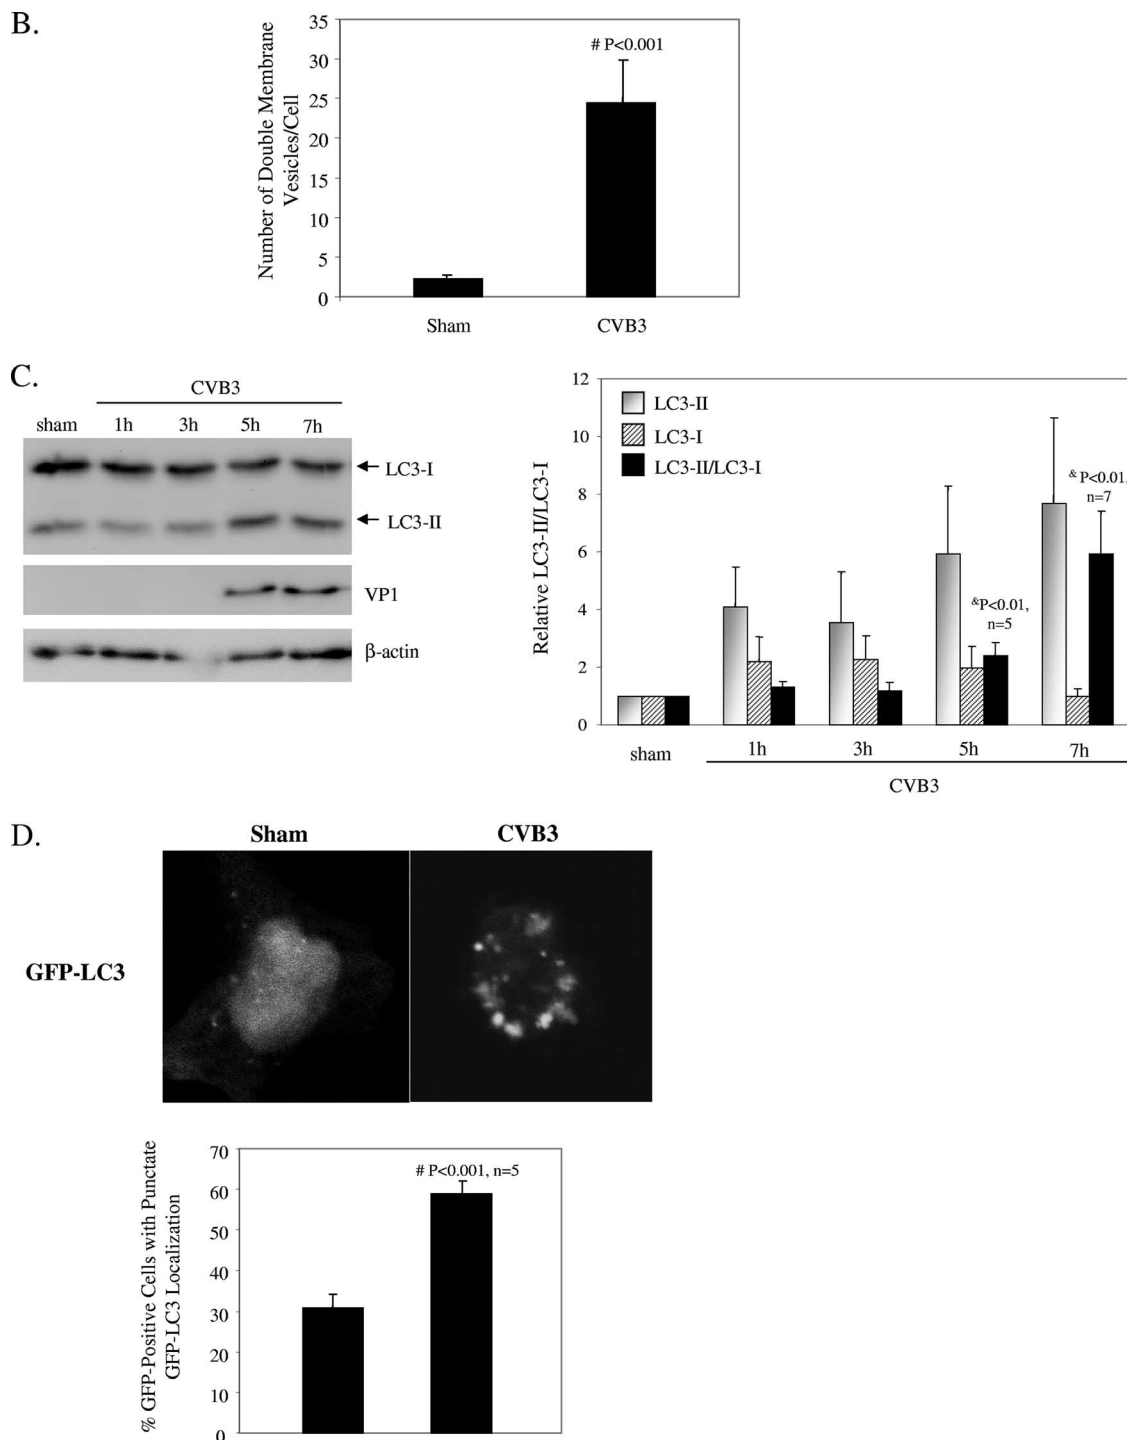 B.
35
30
25
20
15
10
5
0
Number of Double Membrane
Vesicles/Cell
# P<0.001
Sham
CVB3
C.
CVB3
sham
1h
3h
5h
7h
LC3-I
LC3-II
VP1
β-actin
12
10
8
6
4
2
0
Relative LC3-II/LC3-I
LC3-II
LC3-I
LC3-II/LC3-I
&P<0.01,
n=5
&P<0.01,
n=7
sham
1h
3h
5h
7h
CVB3
D.
Sham
CVB3
GFP-LC3
70
60
50
40
30
20
10
0
% GFP-Positive Cells with Punctate
GFP-LC3 Localization
# P<0.001, n=5